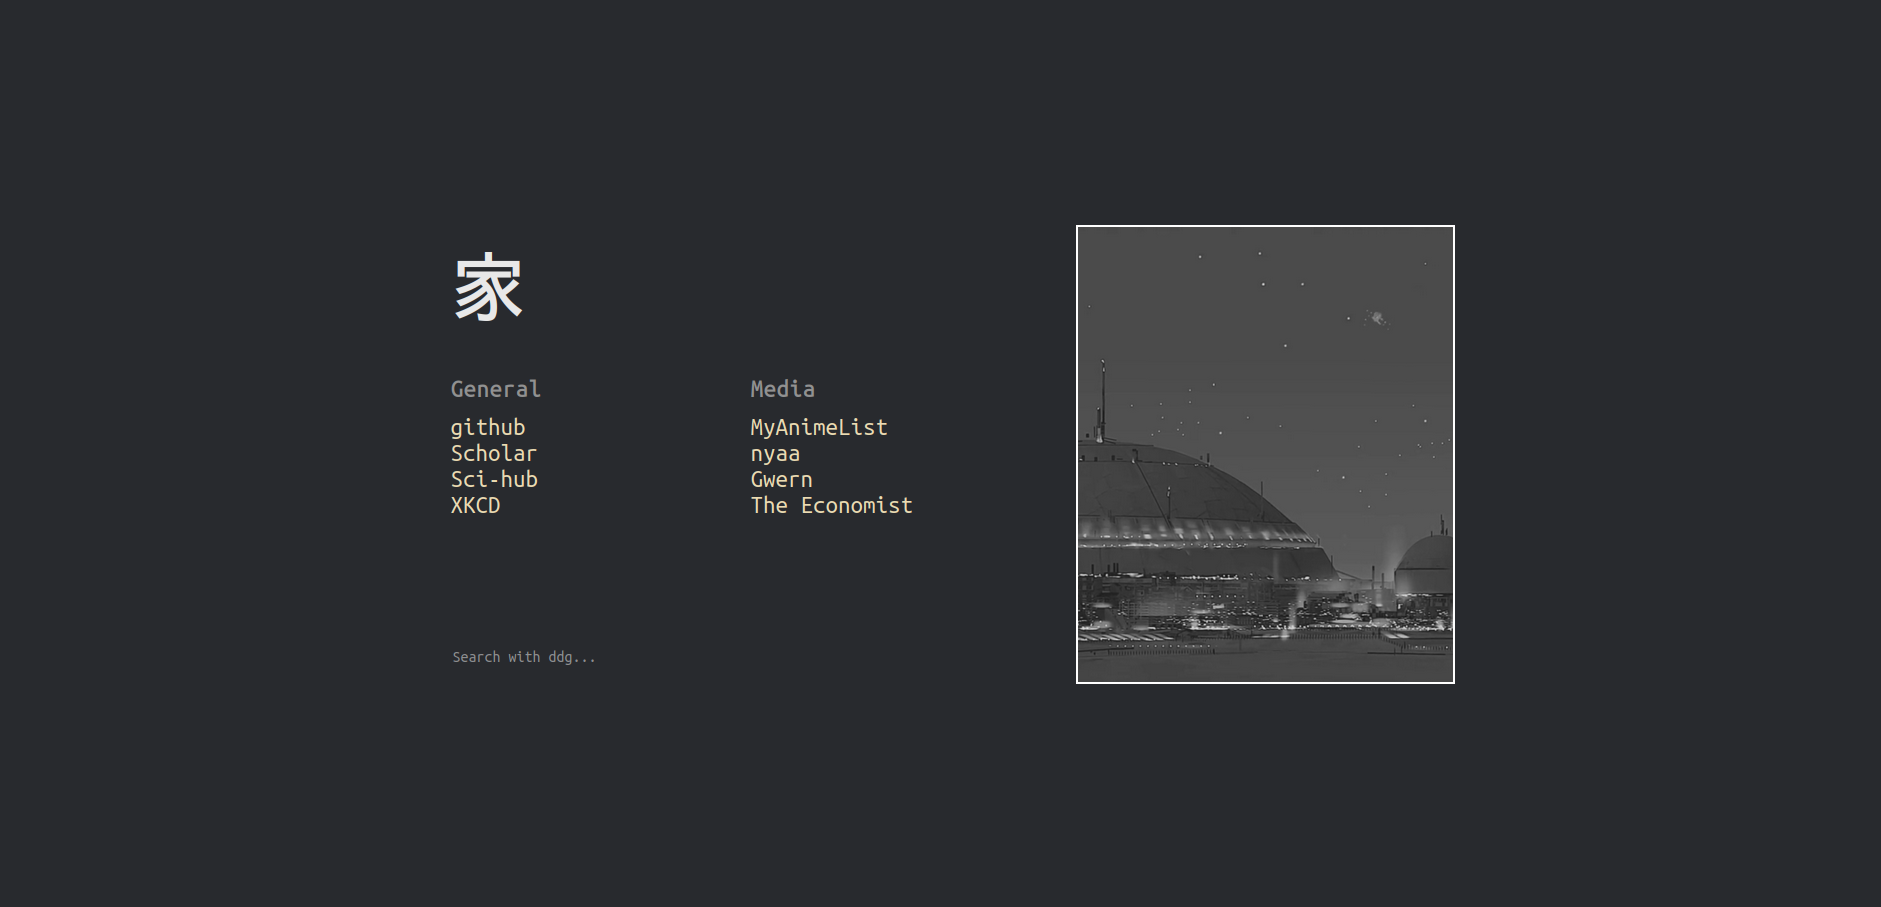 家
General
github
Scholar
Sci-hub
XKCD
Media
MyAnimeList
nyaa
Gwern
The Economist
Search with ddg...